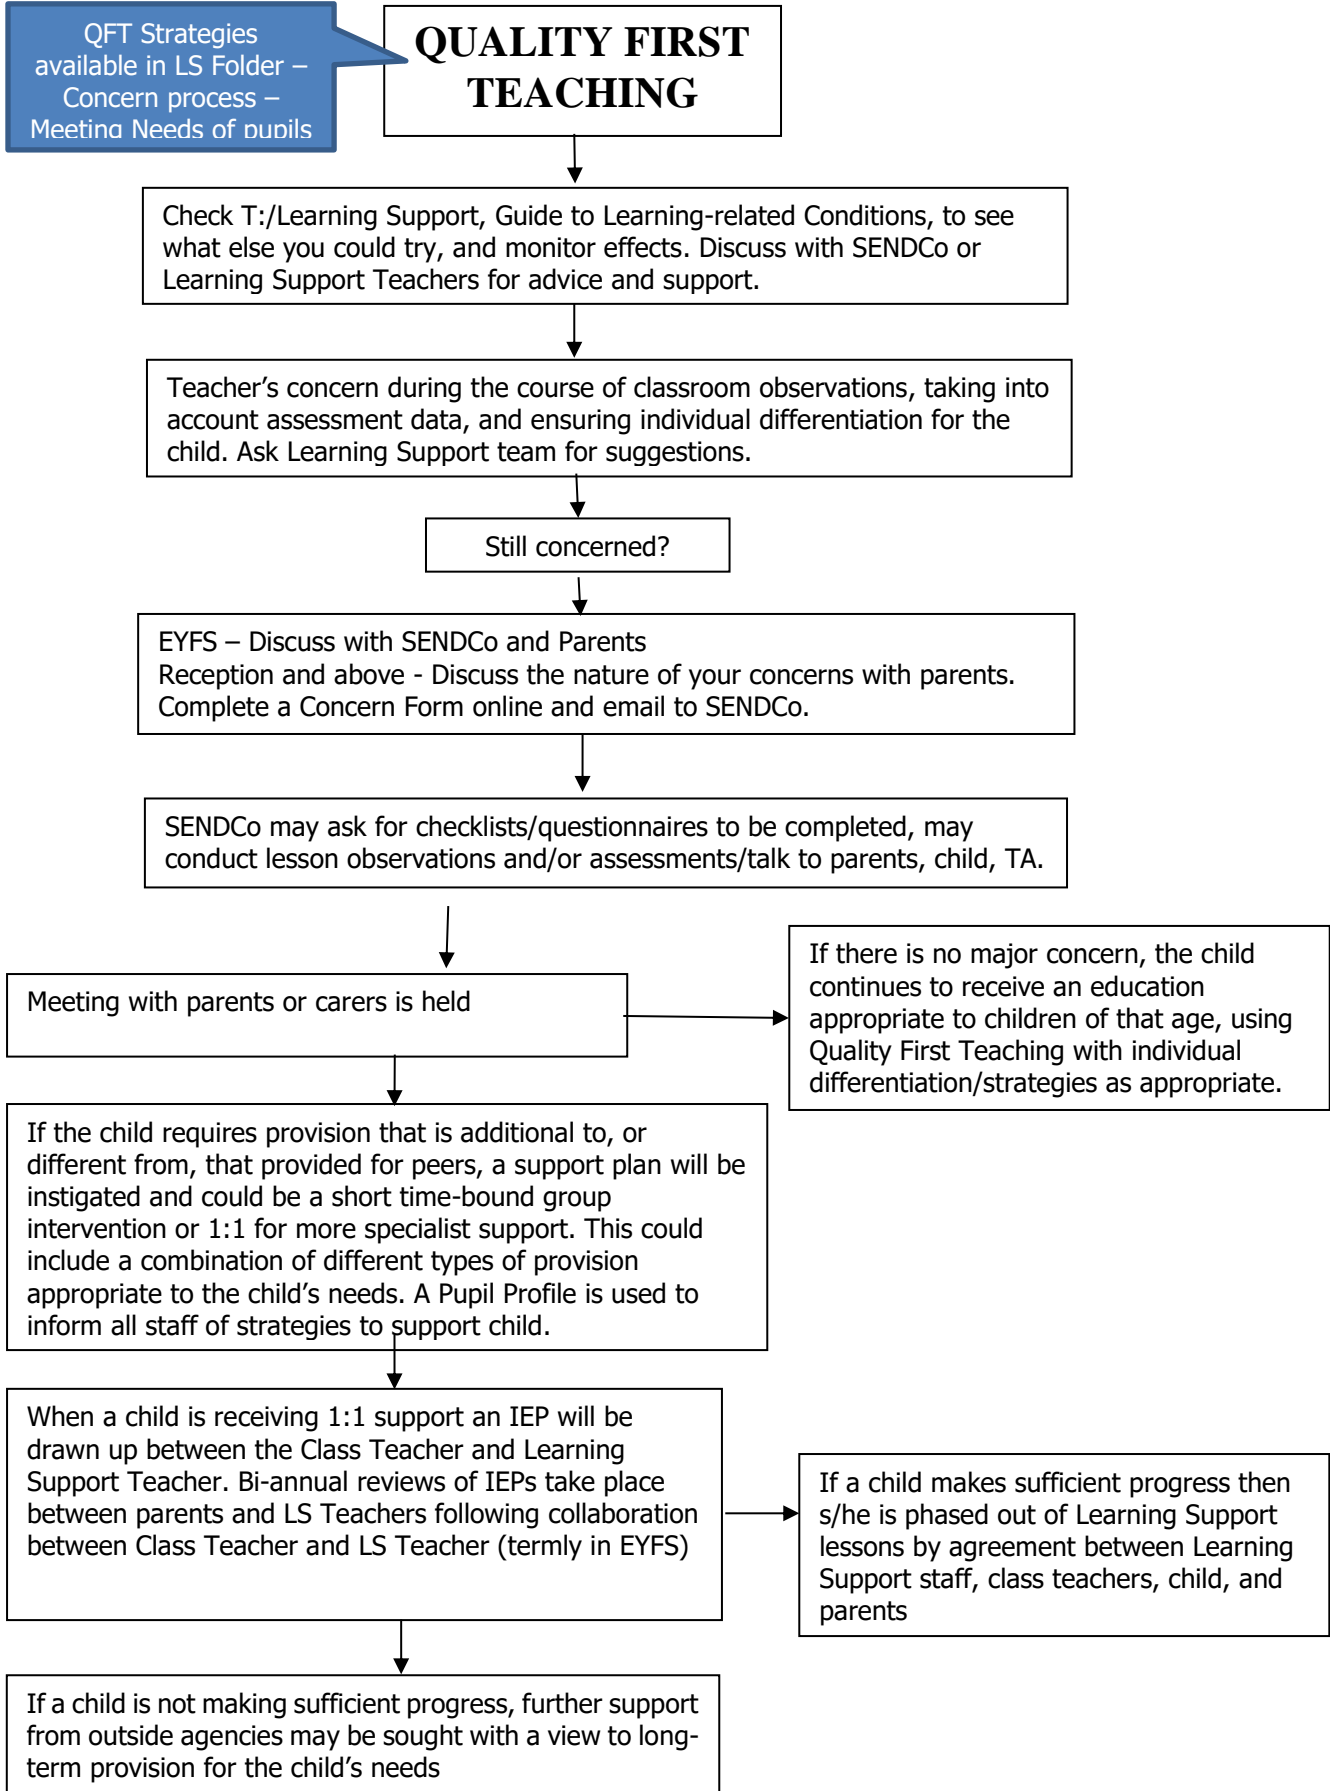 QFT Strategies
available in LS Folder –
Concern process –
Meeting Needs of pupils
QUALITY FIRST
TEACHING
Check T:/Learning Support, Guide to Learning-related Conditions, to see
what else you could try, and monitor effects. Discuss with SENDCo or
Learning Support Teachers for advice and support.
Teacher’s concern during the course of classroom observations, taking into
account assessment data, and ensuring individual differentiation for the
child. Ask Learning Support team for suggestions.
Still concerned?
EYFS – Discuss with SENDCo and Parents
Reception and above - Discuss the nature of your concerns with parents.
Complete a Concern Form online and email to SENDCo.
SENDCo may ask for checklists/questionnaires to be completed, may
conduct lesson observations and/or assessments/talk to parents, child, TA.
Meeting with parents or carers is held
If there is no major concern, the child
continues to receive an education
appropriate to children of that age, using
Quality First Teaching with individual
differentiation/strategies as appropriate.
If the child requires provision that is additional to, or
different from, that provided for peers, a support plan will be
instigated and could be a short time-bound group
intervention or 1:1 for more specialist support. This could
include a combination of different types of provision
appropriate to the child’s needs. A Pupil Profile is used to
inform all staff of strategies to support child.
When a child is receiving 1:1 support an IEP will be
drawn up between the Class Teacher and Learning
Support Teacher. Bi-annual reviews of IEPs take place
between parents and LS Teachers following collaboration
between Class Teacher and LS Teacher (termly in EYFS)
If a child makes sufficient progress then
s/he is phased out of Learning Support
lessons by agreement between Learning
Support staff, class teachers, child, and
parents
If a child is not making sufficient progress, further support
from outside agencies may be sought with a view to long-
term provision for the child’s needs